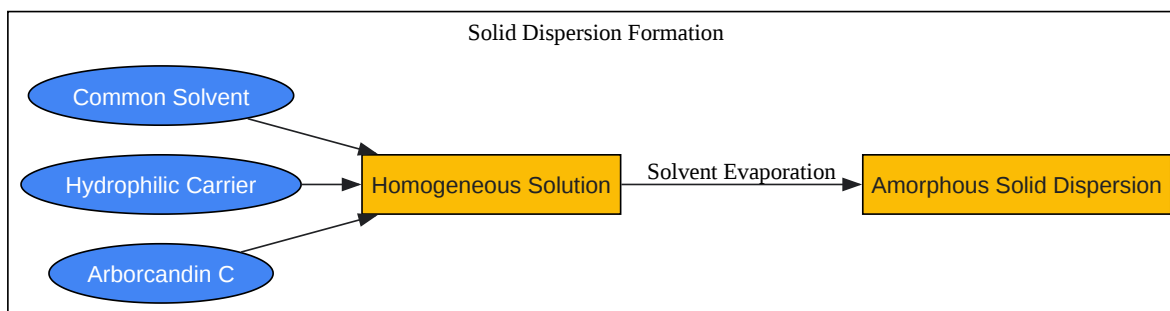 Solid Dispersion Formation
Common Solvent
Hydrophilic Carrier
Arborcandin C
Homogeneous Solution
Solvent Evaporation
Amorphous Solid Dispersion